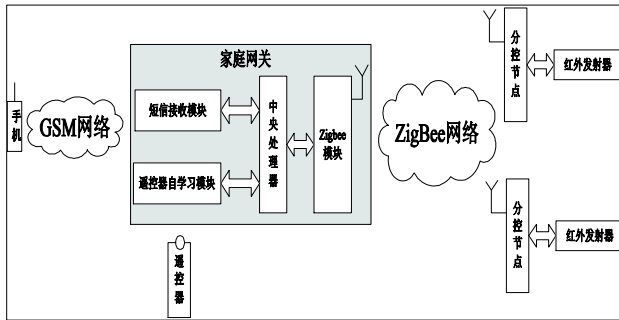 家庭网关
手机
GSM网络
短信接收模块
遥控器自学习模块
中央处理器
Zigbee
模块
ZigBee网络
分控节点
红外发射器
分控节点
红外发射器
遥控器